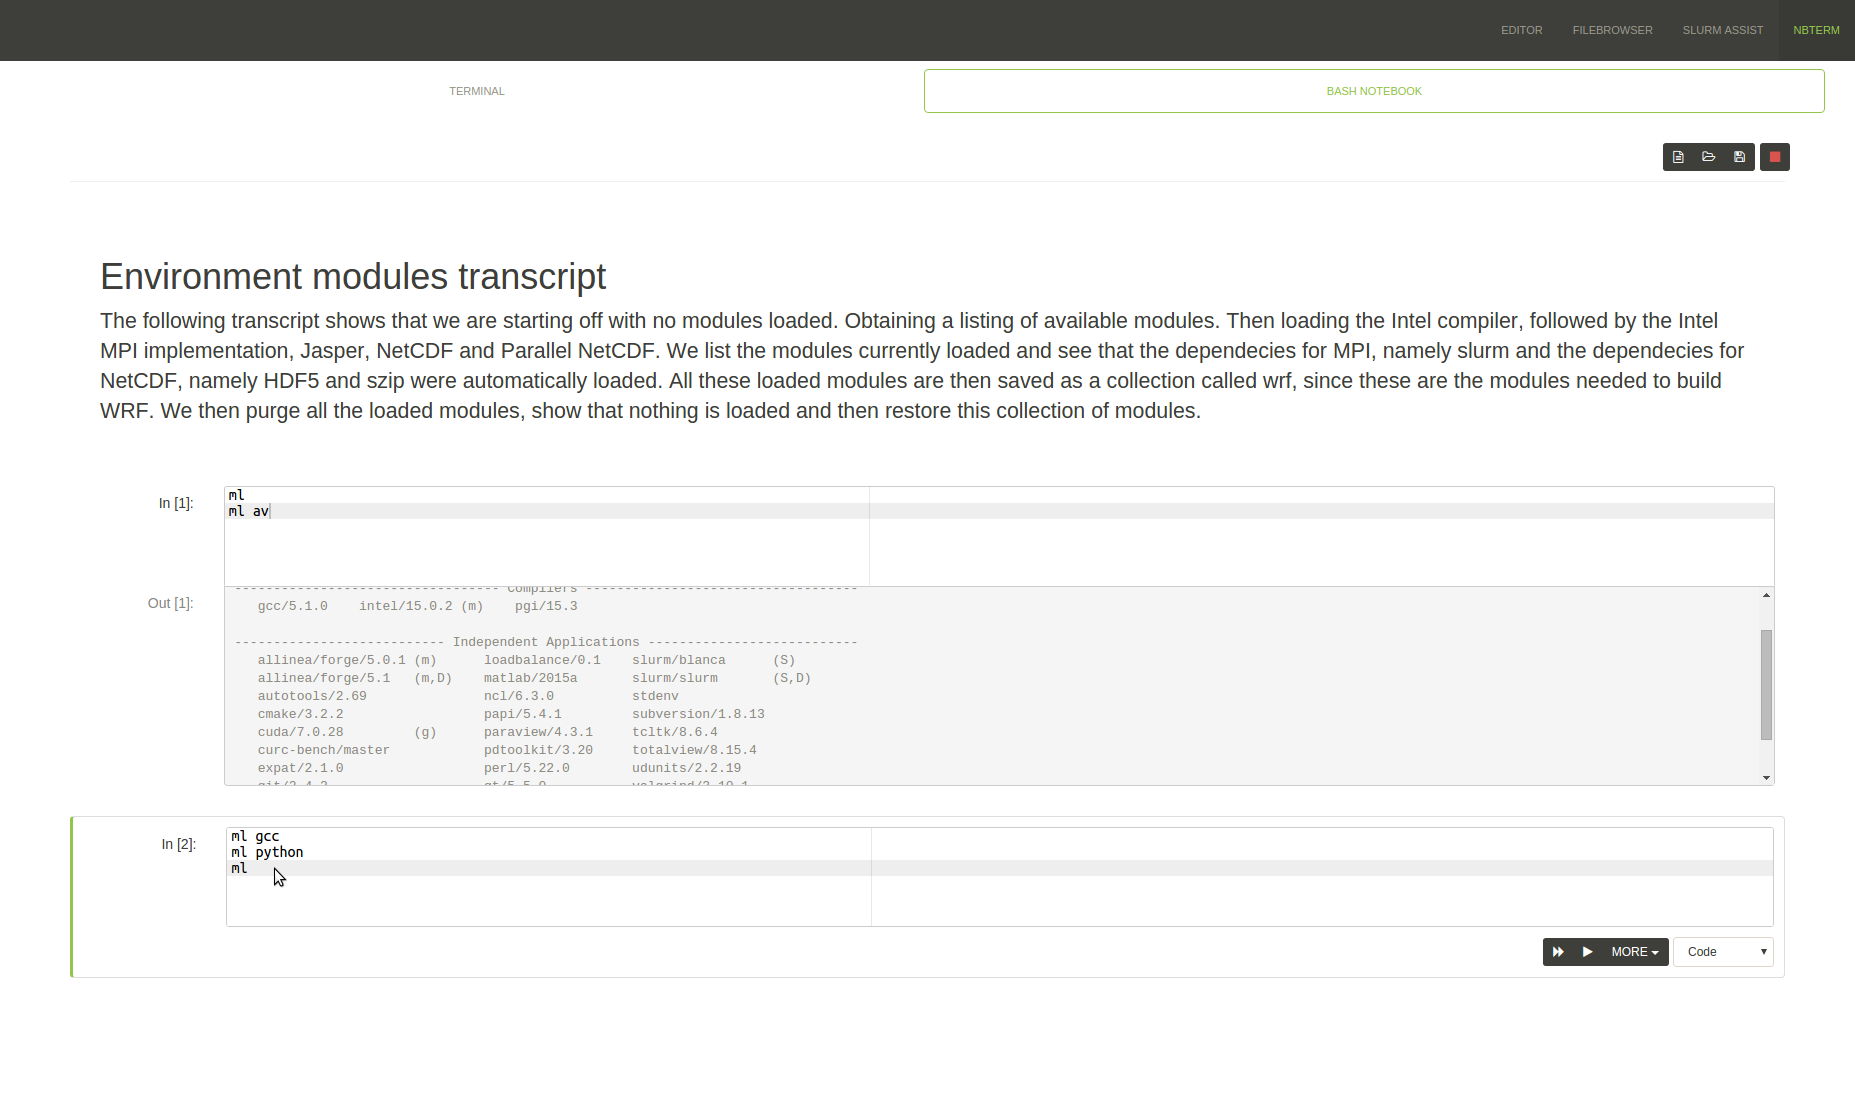 EDITOR FILEBROWSER SLURM ASSIST NBTERM
TERMINAL BASH NOTEBOOK
Environment modules transcript
The following transcript shows that we are starting off with no modules loaded. Obtaining a listing of available modules. Then loading the Intel compiler, followed by the Intel
MPI implementation, Jasper, NetCDF and Parallel NetCDF. We list the modules currently loaded and see that the dependecies for MPI, namely slurm and the dependecies for
NetCDF, namely HDF5 and szip were automatically loaded. All these loaded modules are then saved as a collection called wrf, since these are the modules needed to build
WRF. We then purge all the loaded modules, show that nothing is loaded and then restore this collection of modules.
In [1]:
ml
ml av
Out [1]:
---------------------------------- Compilers -----------------------------------
gcc/5.1.0 intel/15.0.2 (m) pgi/15.3
--------------------------- Independent Applications ---------------------------
allinea/forge/5.0.1 (m) loadbalance/0.1 slurm/blanca (S)
allinea/forge/5.1 (m,D) matlab/2015a slurm/slurm (S,D)
autotools/2.69 ncl/6.3.0 stdenv
cmake/3.2.2 papi/5.4.1 subversion/1.8.13
cuda/7.0.28 (g) paraview/4.3.1 tcltk/8.6.4
curc-bench/master pdtoolkit/3.20 totalview/8.15.4
expat/2.1.0 perl/5.22.0 udunits/2.2.19
In [2]:
ml gcc
ml python
ml
MORE Code